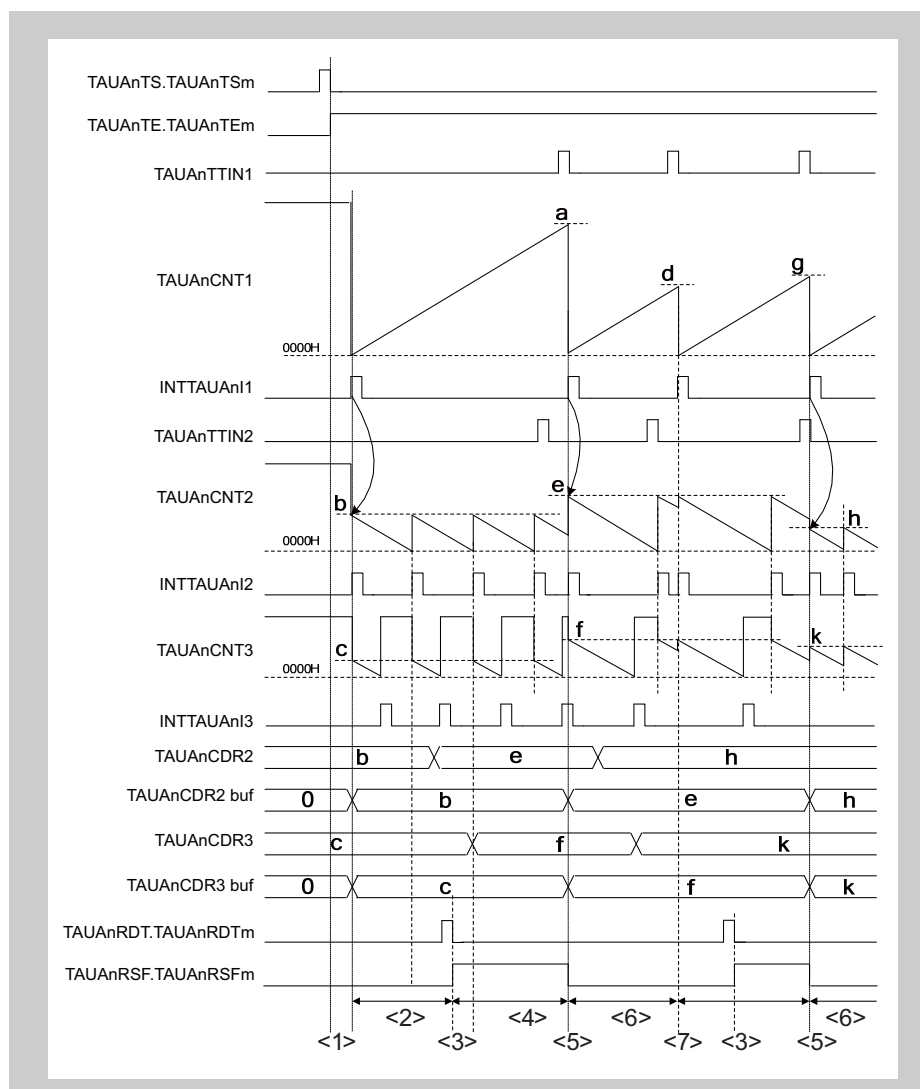 TAUAnTS.TAUAnTSm
TAUAnTE.TAUAnTEm
TAUAnTTIN1
a
d
g
TAUAnCNT1
0000H
INTTAUAnI1
TAUAnTTIN2
TAUAnCNT2
e
b
h
0000H
INTTAUAnI2
TAUAnCNT3
f
k
c
0000H
INTTAUAnI3
TAUAnCDR2
b
e
h
TAUAnCDR2 buf
0
b
e
h
TAUAnCDR3
c
f
k
TAUAnCDR3 buf
0
c
f
k
TAUAnRDT.TAUAnRDTm
TAUAnRSF.TAUAnRSFm
<2>
<4>
<6>
<6>
<1>
<3>
<5>
<7>
<3>
<5>